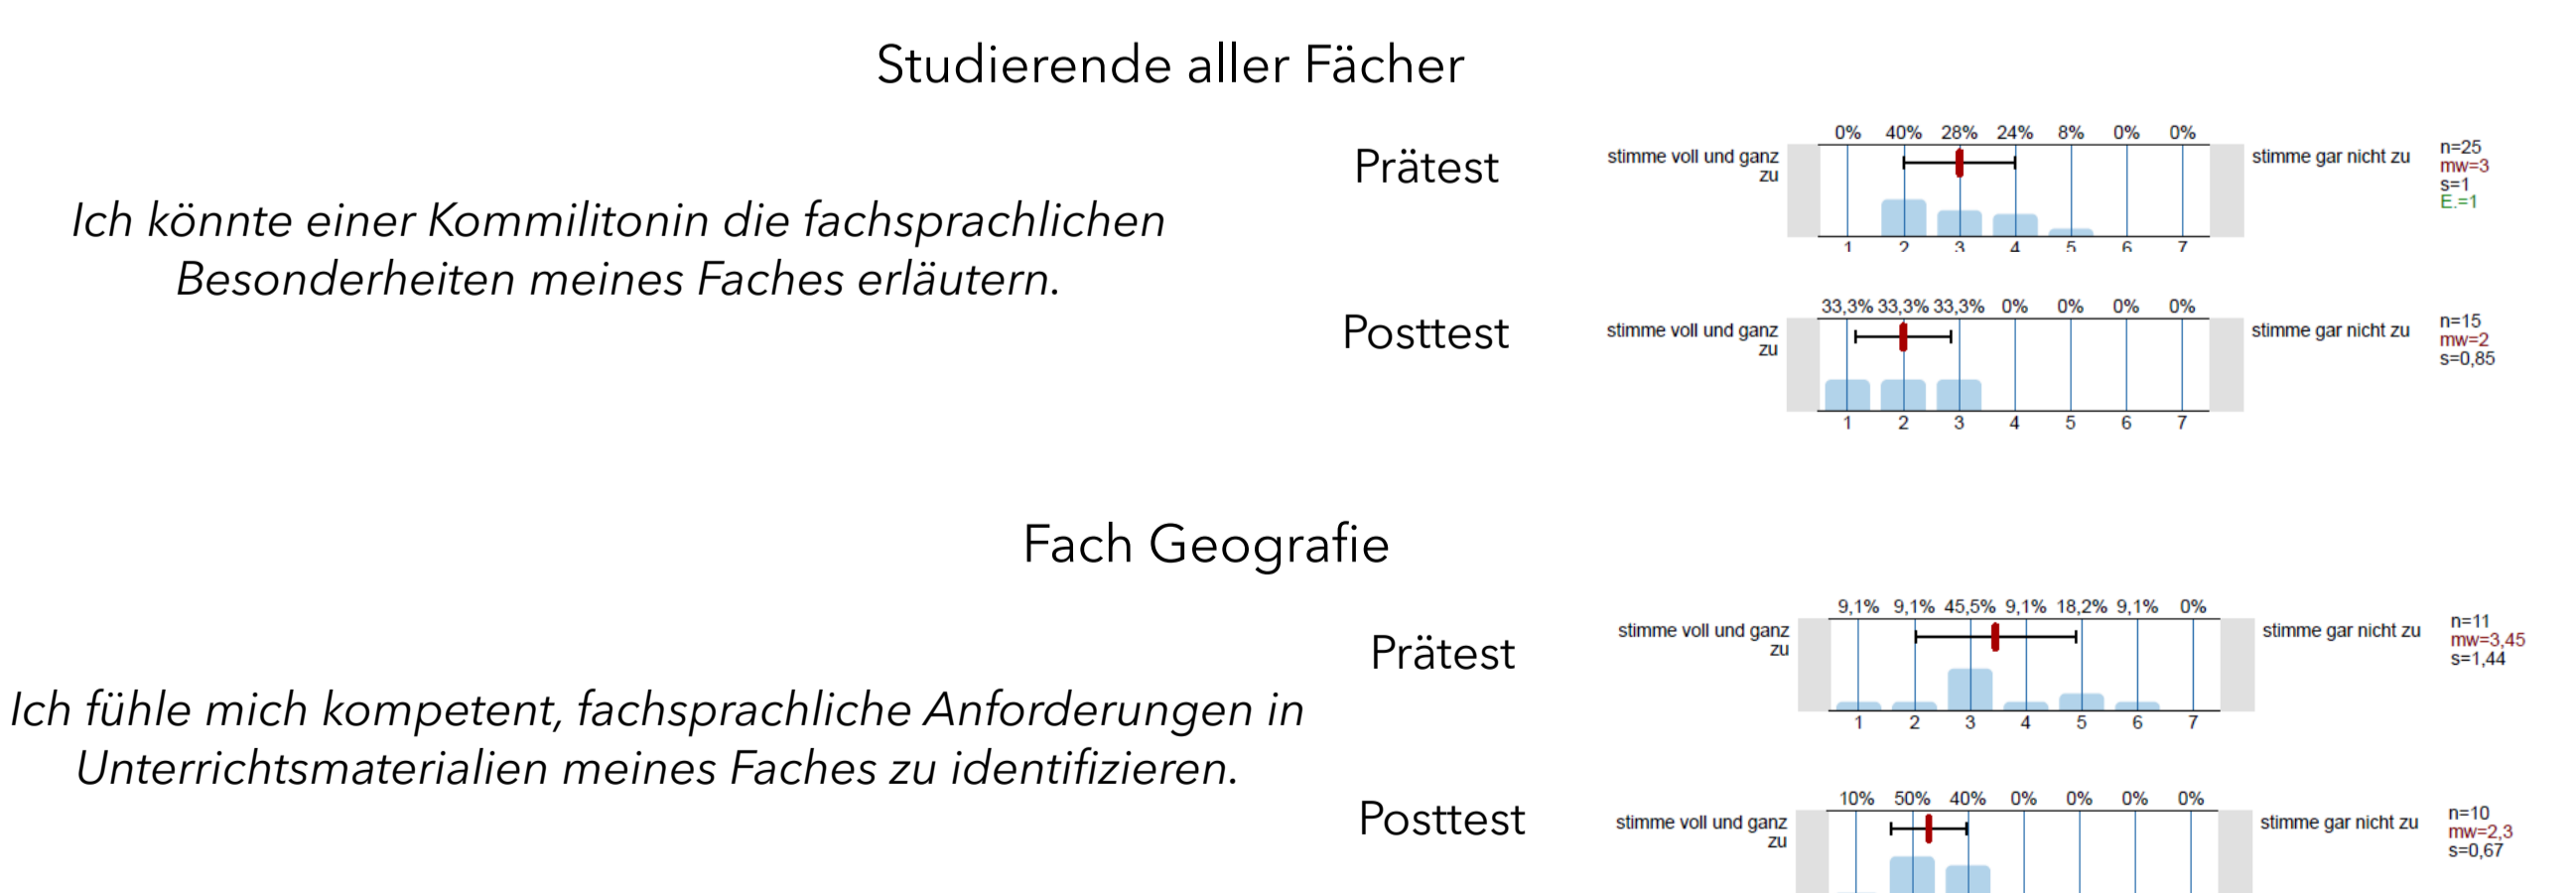 Studierende aller Fächer
Ich könnte einer Kommilitonin die fachsprachlichen
Besonderheiten meines Faches erläutern.
Prätest
0% 40% 28% 24% 8% 0% 0%
stimme voll und ganz
zu
stimme gar nicht zu
n=25
mw=3
s=1
E.=1
1 2 3 4 5 6 7
Posttest
33,3% 33,3% 33,3% 0% 0% 0% 0%
stimme voll und ganz
zu
stimme gar nicht zu
n=15
mw=2
s=0,85
1 2 3 4 5 6 7
Fach Geografie
Ich fühle mich kompetent, fachsprachliche Anforderungen in
Unterrichtsmaterialien meines Faches zu identifizieren.
Prätest
9,1% 9,1% 45,5% 9,1% 18,2% 9,1% 0%
stimme voll und ganz
zu
stimme gar nicht zu
n=11
mw=3,45
s=1,44
1 2 3 4 5 6 7
Posttest
10% 50% 40% 0% 0% 0% 0%
stimme voll und ganz
zu
stimme gar nicht zu
n=10
mw=2,3
s=0,67